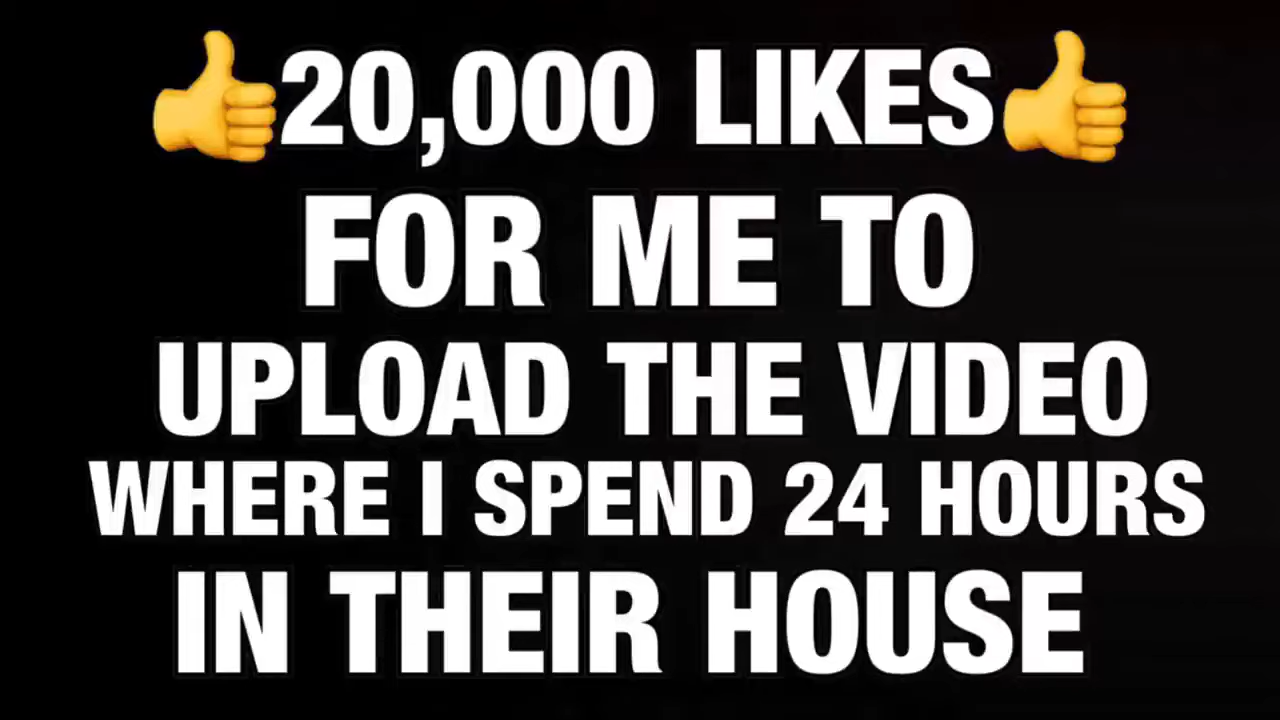 👍20,000 LIKES👍
FOR ME TO
UPLOAD THE VIDEO
WHERE I SPEND 24 HOURS
IN THEIR HOUSE